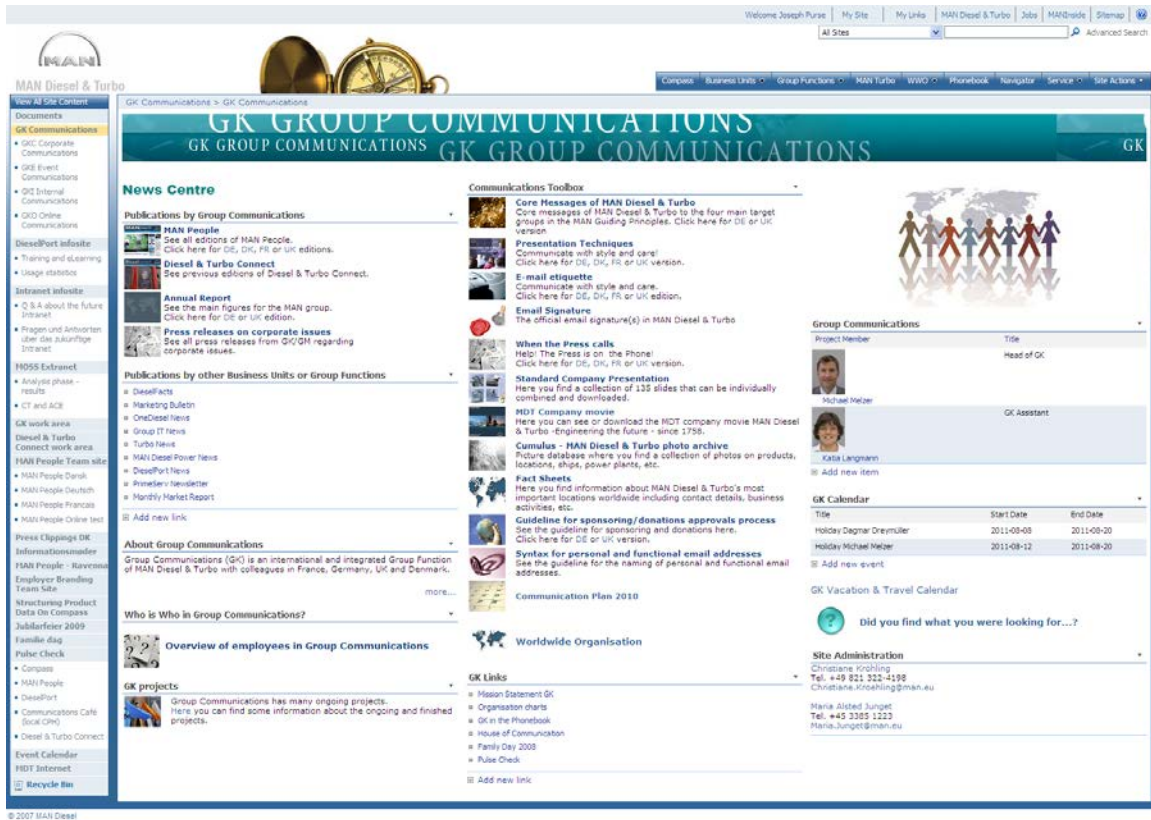 Welcome Joseph Purse My Site My Links MAN Diesel & Turbo Jobs MANInside Sitemap
All Sites Advanced Search
MAN
MAN Diesel & Turbo
Compass Business Units Group Functions MAN Turbo WWO Phonebook Navigator Service Site Actions
View All Site Content
Documents
GK Communications
GKC Corporate
Communications
GKE Event
Communications
GKI Internal
Communications
GKO Online
Communications
DieselPort infosite
Training and eLearning
Usage statistics
Intranet infosite
Q & A about the future
Intranet
Fragen und Antworten
über das zukünftige
Intranet
MOSS Extranet
Analyse phase -
results
CT and ACE
GK work area
Diesel & Turbo
Connect work area
MAN People Team site
MAN People Dansk
MAN People Deutsch
MAN People Francais
MAN People Online test
Press Clippings DK
Informationsmøder
MAN People - Ravenna
Employer Branding
Team Site
Structuring Product
Data On Compass
Jubilarfeier 2009
Familie dag
Pulse Check
Compass
MAN People
DieselPort
Communications Café
(local CPH)
Diesel & Turbo Connect
Event Calendar
MDT Internet
Recycle Bin
GK Communications > GK Communications
GK GROUP COMMUNICATIONS
GK GROUP COMMUNICATIONS GK GROUP COMMUNICATIONS GK
News Centre
Publications by Group Communications
MAN People
See all editions of MAN People.
Click here for DE, DK, FR or UK editions.
Diesel & Turbo Connect
See previous editions of Diesel & Turbo Connect.
Annual Report
See the main figures for the MAN group.
Click here for DE or UK edition.
Press releases on corporate issues
See all press releases from GK/GM regarding
corporate issues.
Publications by other Business Units or Group Functions
DieselFacts
Marketing Bulletin
OneDiesel News
Group IT News
Turbo News
MAN Diesel Power News
DieselPort News
PrimeServ Newsletter
Monthly Market Report
Add new link
About Group Communications
Group Communications (GK) is an international and integrated Group Function
of MAN Diesel & Turbo with colleagues in France, Germany, UK and Denmark.
more...
Who is Who in Group Communications?
Overview of employees in Group Communications
GK projects
Group Communications has many ongoing projects.
Here you can find some information about the ongoing and finished
projects.
Communications Toolbox
Core Messages of MAN Diesel & Turbo
Core messages of MAN Diesel & Turbo to the four main target
groups in the MAN Guiding Principles. Click here for DE or UK
version
Presentation Techniques
Communicate with style and care!
Click here for DE, DK, FR or UK version.
E-mail etiquette
Communicate with style and care.
Click here for DE, DK, FR or UK edition.
Email Signature
The official email signature(s) in MAN Diesel & Turbo
When the Press calls
Help! The Press is on the Phone!
Click here for DE, DK, FR or UK version.
Standard Company Presentation
Here you find a collection of 135 slides that can be individually
combined and downloaded.
MDT Company movie
Here you can see or download the MDT company movie MAN Diesel
& Turbo -Engineering the future - since 1758.
Cumulus - MAN Diesel & Turbo photo archive
Picture database where you find a collection of photos on products,
locations, ships, power plants, etc.
Fact Sheets
Here you find information about MAN Diesel & Turbo's most
important locations worldwide including contact details, business
activities, etc.
Guideline for sponsoring/donations approvals process
See the guideline for sponsoring and donations here.
Click here for DE or UK version.
Syntax for personal and functional email addresses
See the guideline for the naming of personal and functional email
addresses.
Communication Plan 2010
Worldwide Organisation
GK Links
Mission Statement GK
Organisation charts
GK in the Phonebook
House of Communication
Family Day 2008
Pulse Check
Add new link
Group Communications
Project Member Title
Head of GK
Michael Melzer
GK Assistant
Katia Langmann
Add new item
GK Calendar
Title Start Date End Date
Holiday Dagmar Dreymüller 2011-08-08 2011-08-20
Holiday Michael Melzer 2011-08-12 2011-08-20
Add new event
GK Vacation & Travel Calendar
Did you find what you were looking for...?
Site Administration
Christiane Kröhling
Tel. +49 821 322-4198
Christiane.Kroehling@man.eu
Maria Alsted Junget
Tel. +45 3385 1223
Maria.Junget@man.eu
© 2007 MAN Diesel